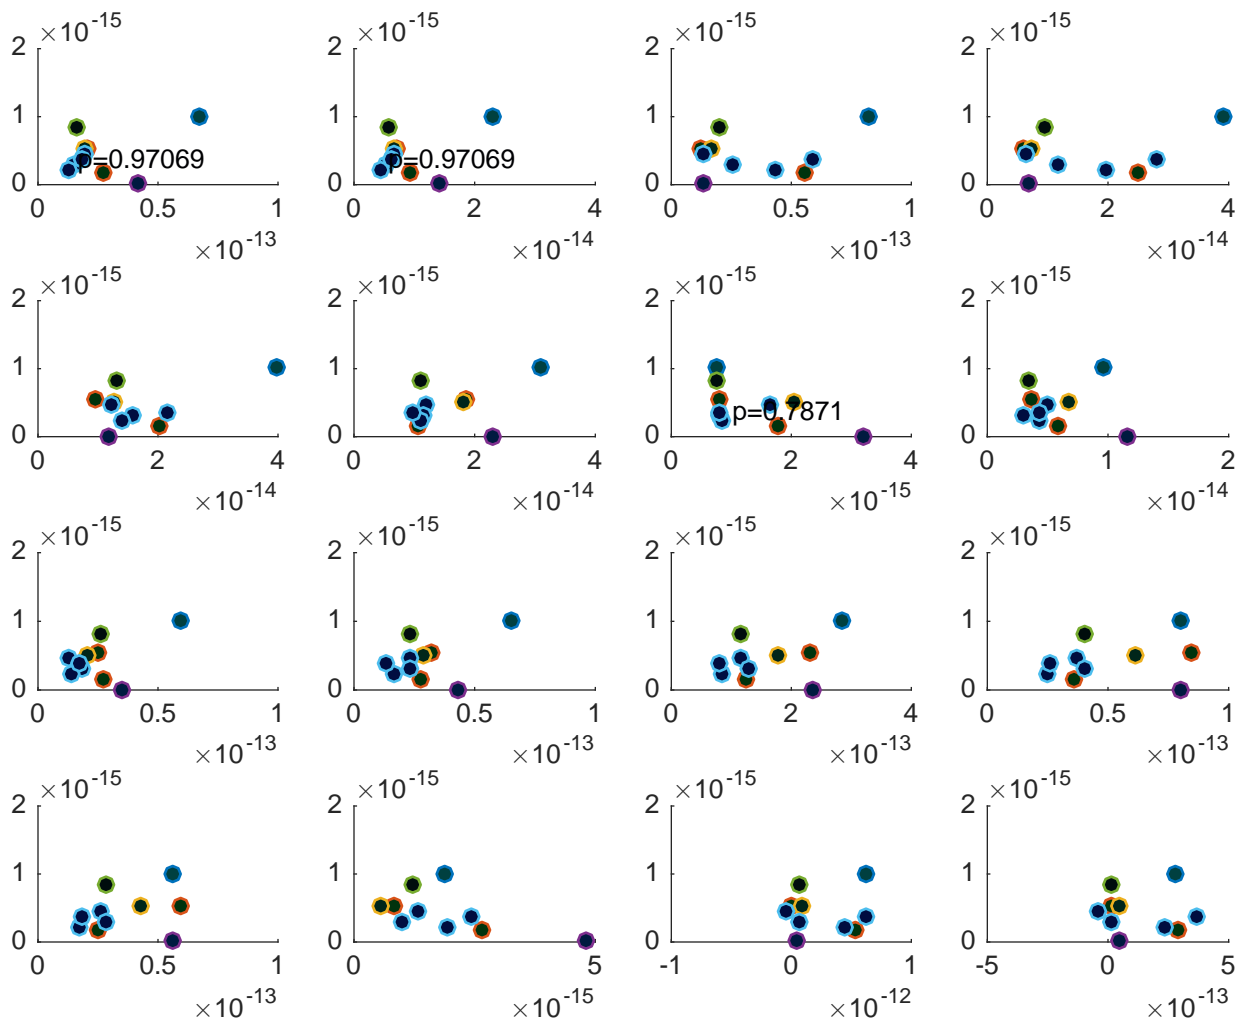 ×10-15 ×10-15 ×10-15 ×10-15
2 2 2 2
1 1 1 1
p=0.97069 p=0.97069
0 0 0 0
0 0.5 1 0 2 4 0 0.5 1 0 2 4
×10-13 ×10-14 ×10-13 ×10-14
×10-15 ×10-15 ×10-15 ×10-15
2 2 2 2
1 1 1 1
p=0.7871
0 0 0 0
0 2 4 0 2 4 0 2 4 0 1 2
×10-14 ×10-14 ×10-15 ×10-14
×10-15 ×10-15 ×10-15 ×10-15
2 2 2 2
1 1 1 1
0 0 0 0
0 0.5 1 0 0.5 1 0 2 4 0 0.5 1
×10-13 ×10-13 ×10-13 ×10-13
×10-15 ×10-15 ×10-15 ×10-15
2 2 2 2
1 1 1 1
0 0 0 0
0 0.5 1 0 5 -1 0 1 -5 0 5
×10-13 ×10-15 ×10-12 ×10-13